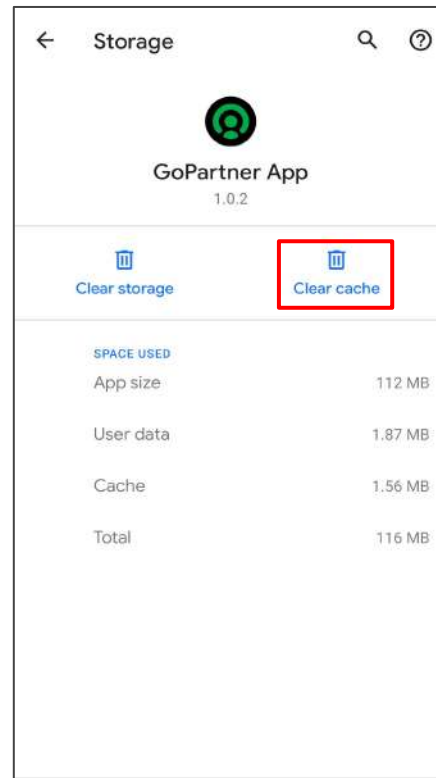 Storage
GoPartner App
1.0.2
Clear storage
Clear cache
SPACE USED
App size 112 MB
User data 1.87 MB
Cache 1.56 MB
Total 116 MB